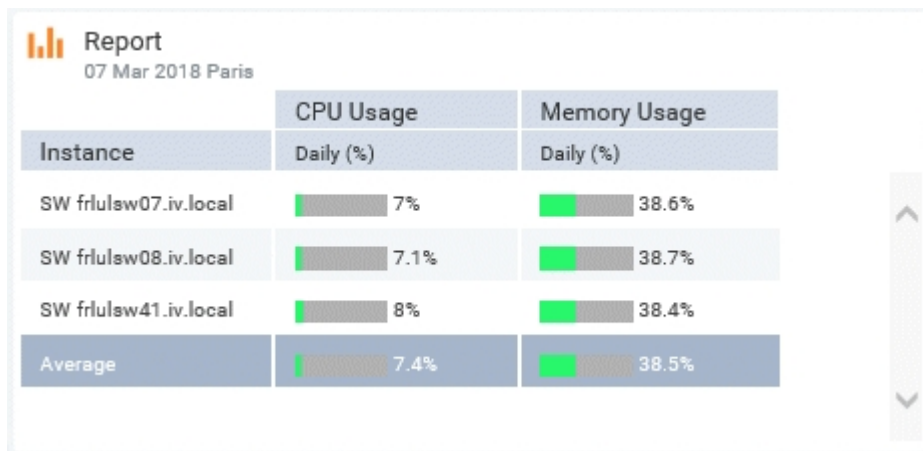 Report
07 Mar 2018 Paris
CPU Usage Memory Usage
Instance Daily (%) Daily (%)
SW frlulsw07.iv.local 7% 38.6%
SW frlulsw08.iv.local 7.1% 38.7%
SW frlulsw41.iv.local 8% 38.4%
Average 7.4% 38.5%